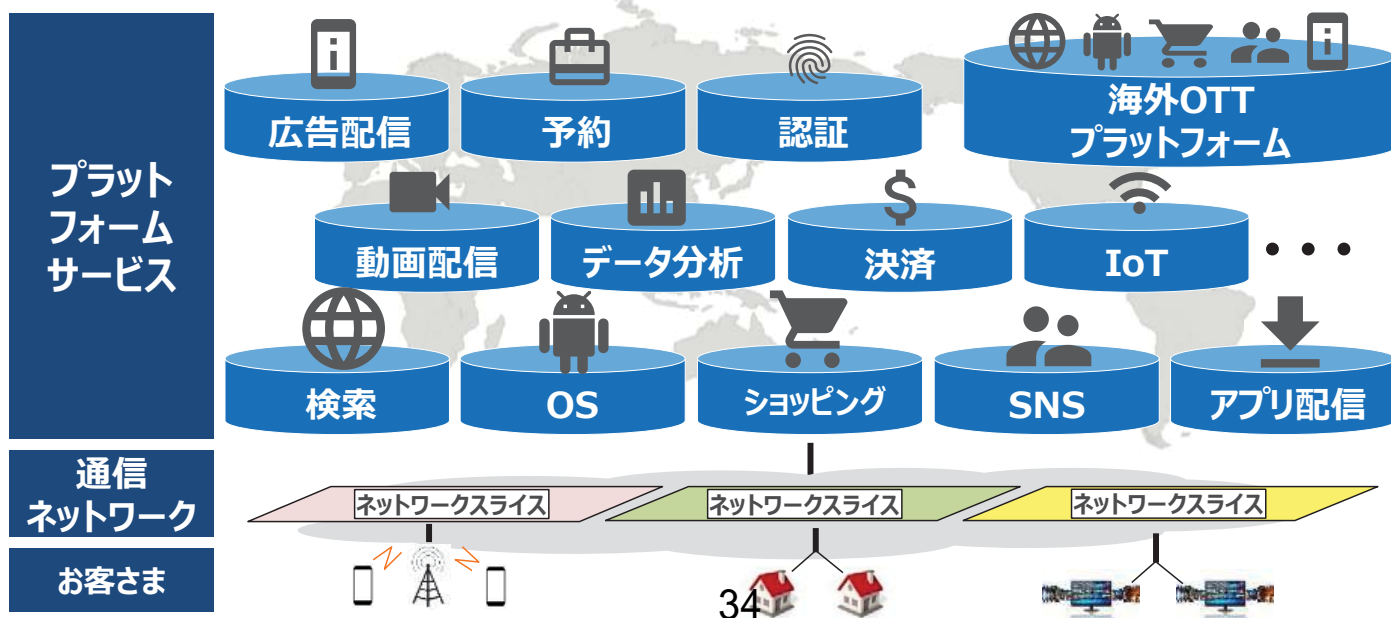 プラット
フォーム
サービス
広告配信
予約
認証
海外OTT
プラットフォーム
動画配信
データ分析
決済
IoT
・・・
検索
OS
ショッピング
SNS
アプリ配信
通信
ネットワーク
ネットワークスライス
ネットワークスライス
ネットワークスライス
お客さま
34